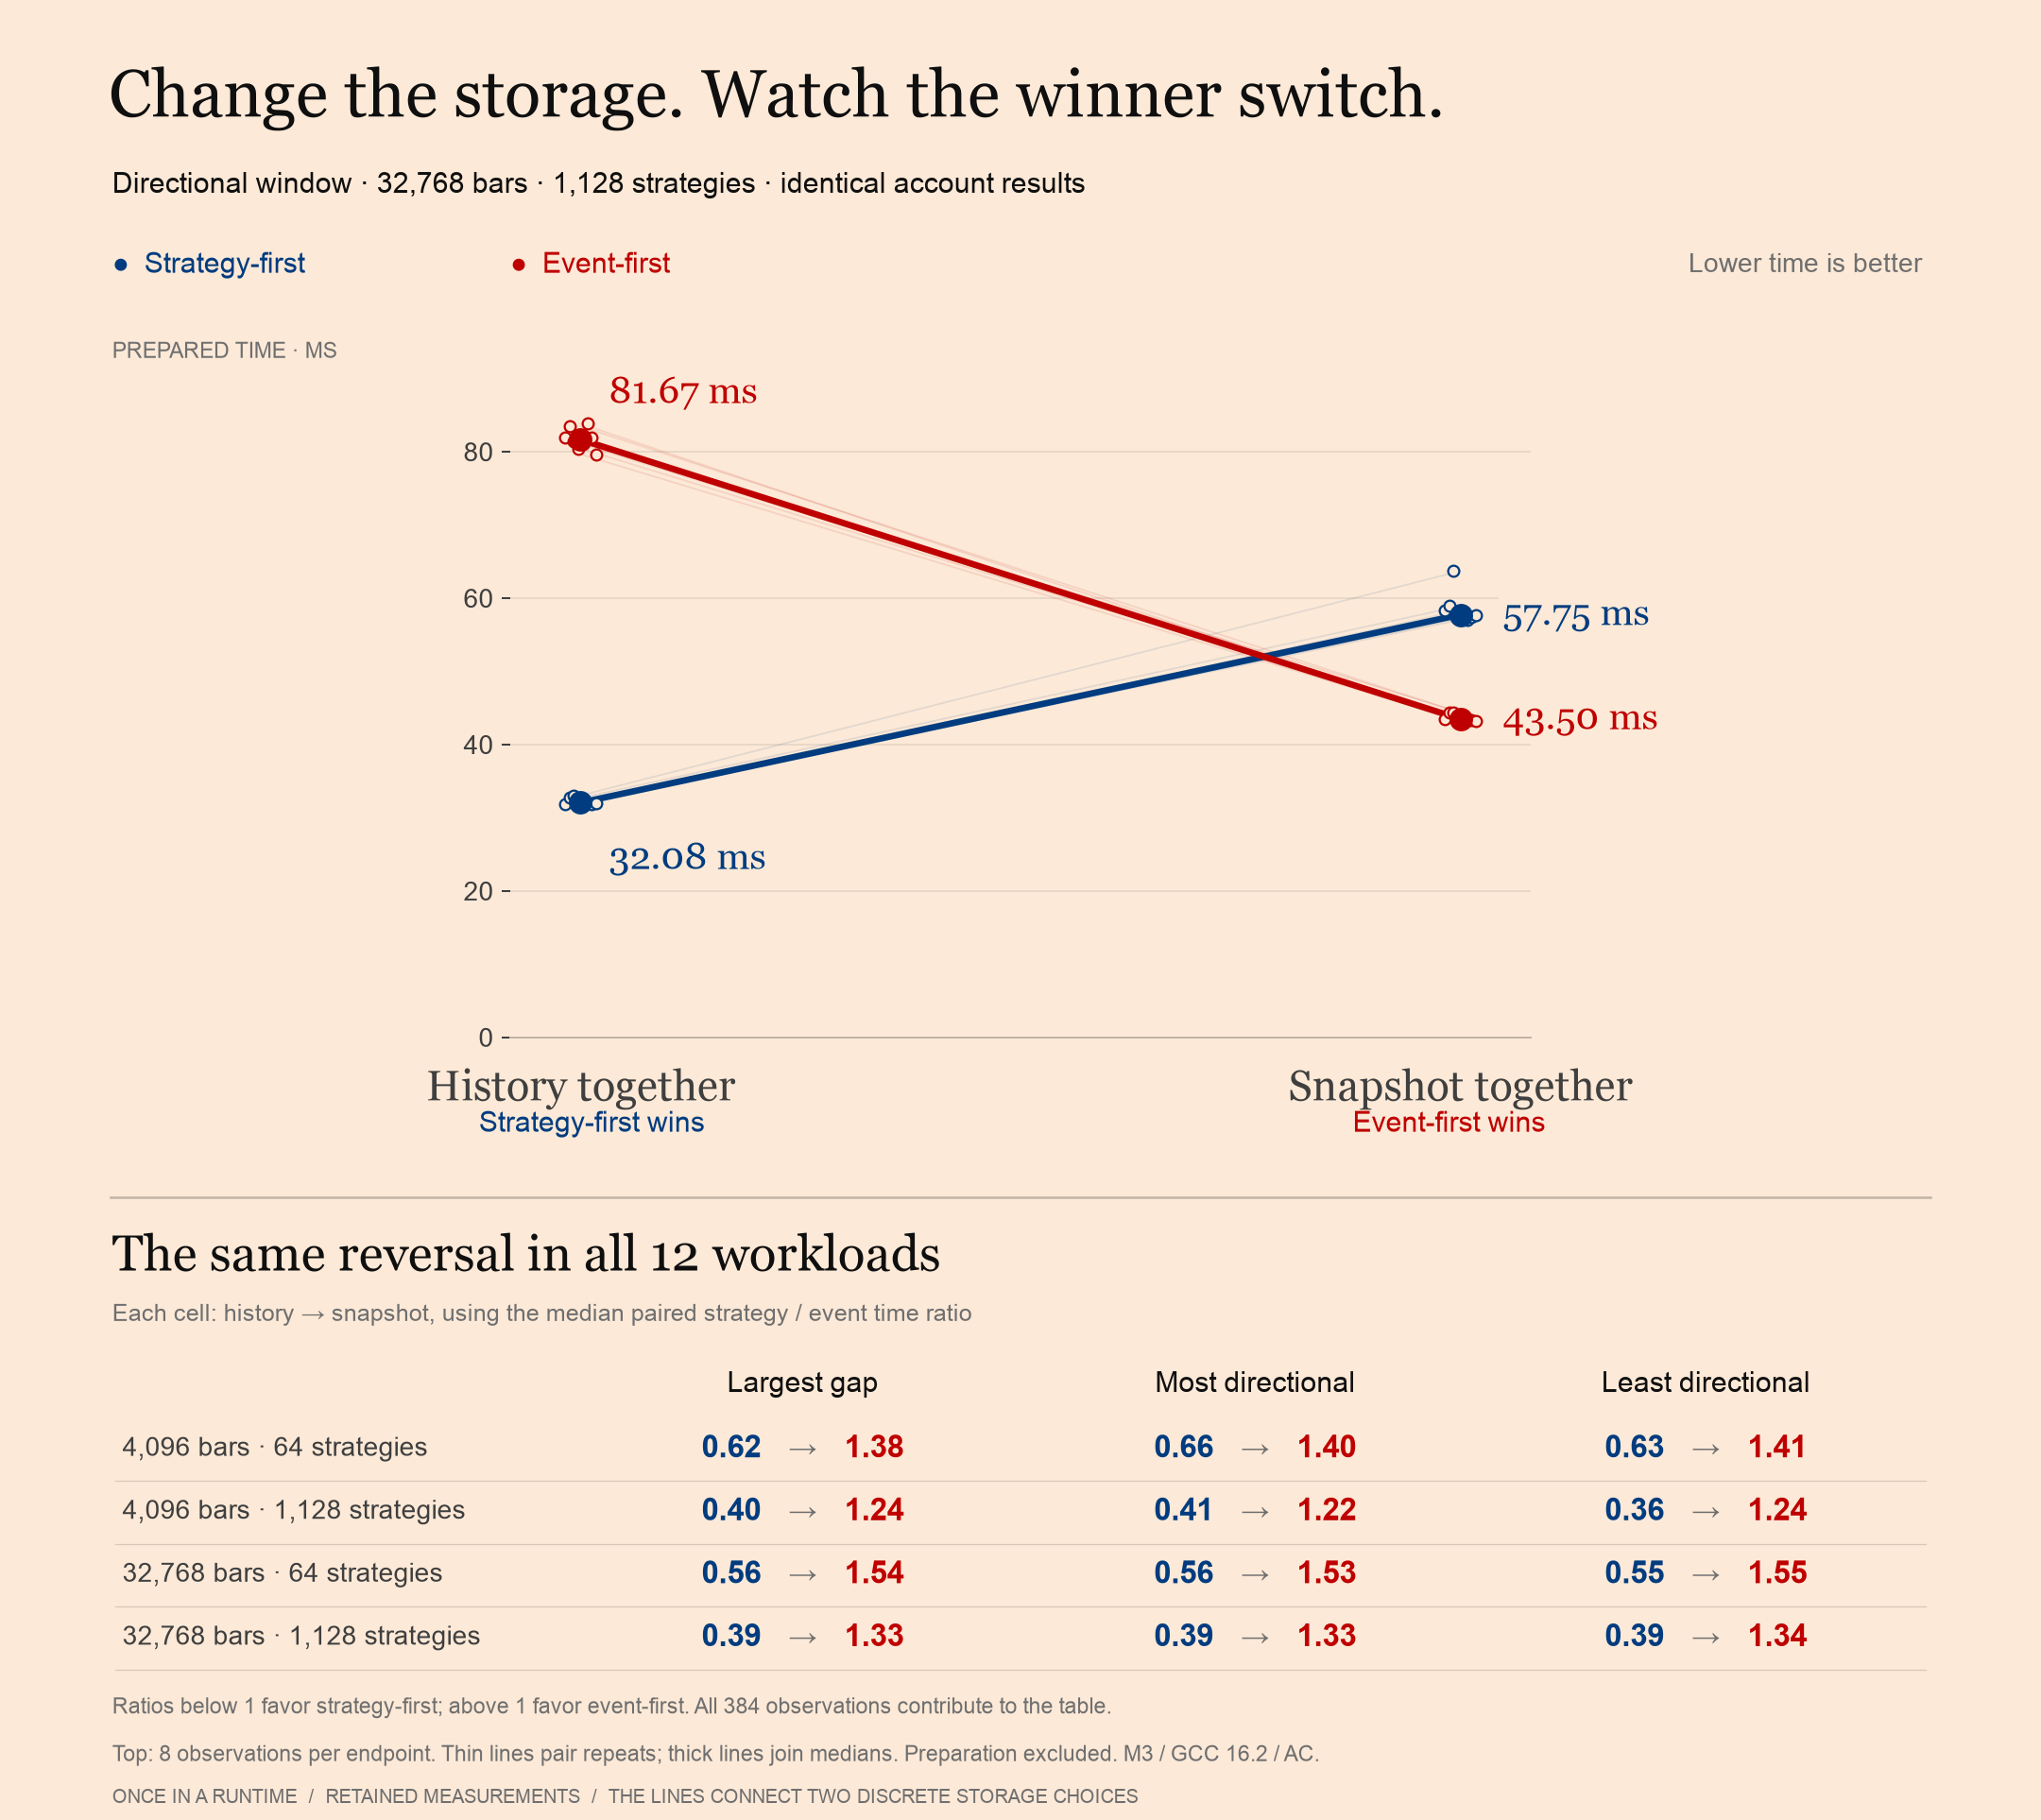 Change the storage. Watch the winner switch.
Directional window · 32,768 bars · 1,128 strategies · identical account results
Strategy-first
Event-first
Lower time is better
PREPARED TIME · MS
81.67 ms
80
60
57.75 ms
43.50 ms
40
32.08 ms
20
0
History together
Snapshot together
Strategy-first wins
Event-first wins
The same reversal in all 12 workloads
Each cell: history → snapshot, using the median paired strategy / event time ratio
Largest gap Most directional Least directional
4,096 bars · 64 strategies 0.62 → 1.38 0.66 → 1.40 0.63 → 1.41
4,096 bars · 1,128 strategies 0.40 → 1.24 0.41 → 1.22 0.36 → 1.24
32,768 bars · 64 strategies 0.56 → 1.54 0.56 → 1.53 0.55 → 1.55
32,768 bars · 1,128 strategies 0.39 → 1.33 0.39 → 1.33 0.39 → 1.34
Ratios below 1 favor strategy-first; above 1 favor event-first. All 384 observations contribute to the table.
Top: 8 observations per endpoint. Thin lines pair repeats; thick lines join medians. Preparation excluded. M3 / GCC 16.2 / AC.
ONCE IN A RUNTIME / RETAINED MEASUREMENTS / THE LINES CONNECT TWO DISCRETE STORAGE CHOICES